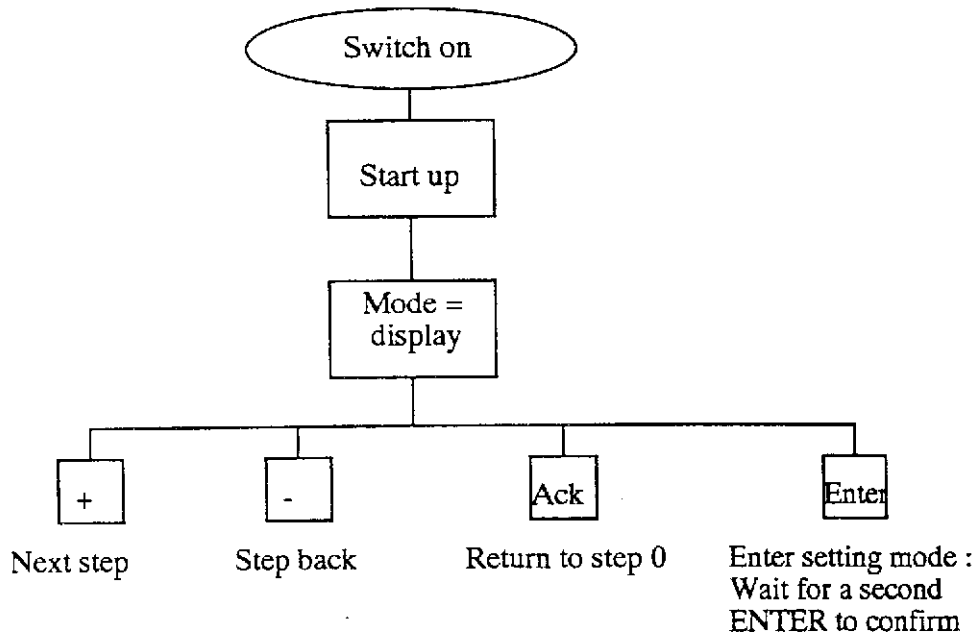 Switch on
Start up
Mode =
display
+
-
Ack
Enter
Next step
Step back
Return to step 0
Enter setting mode :
Wait for a second
ENTER to confirm